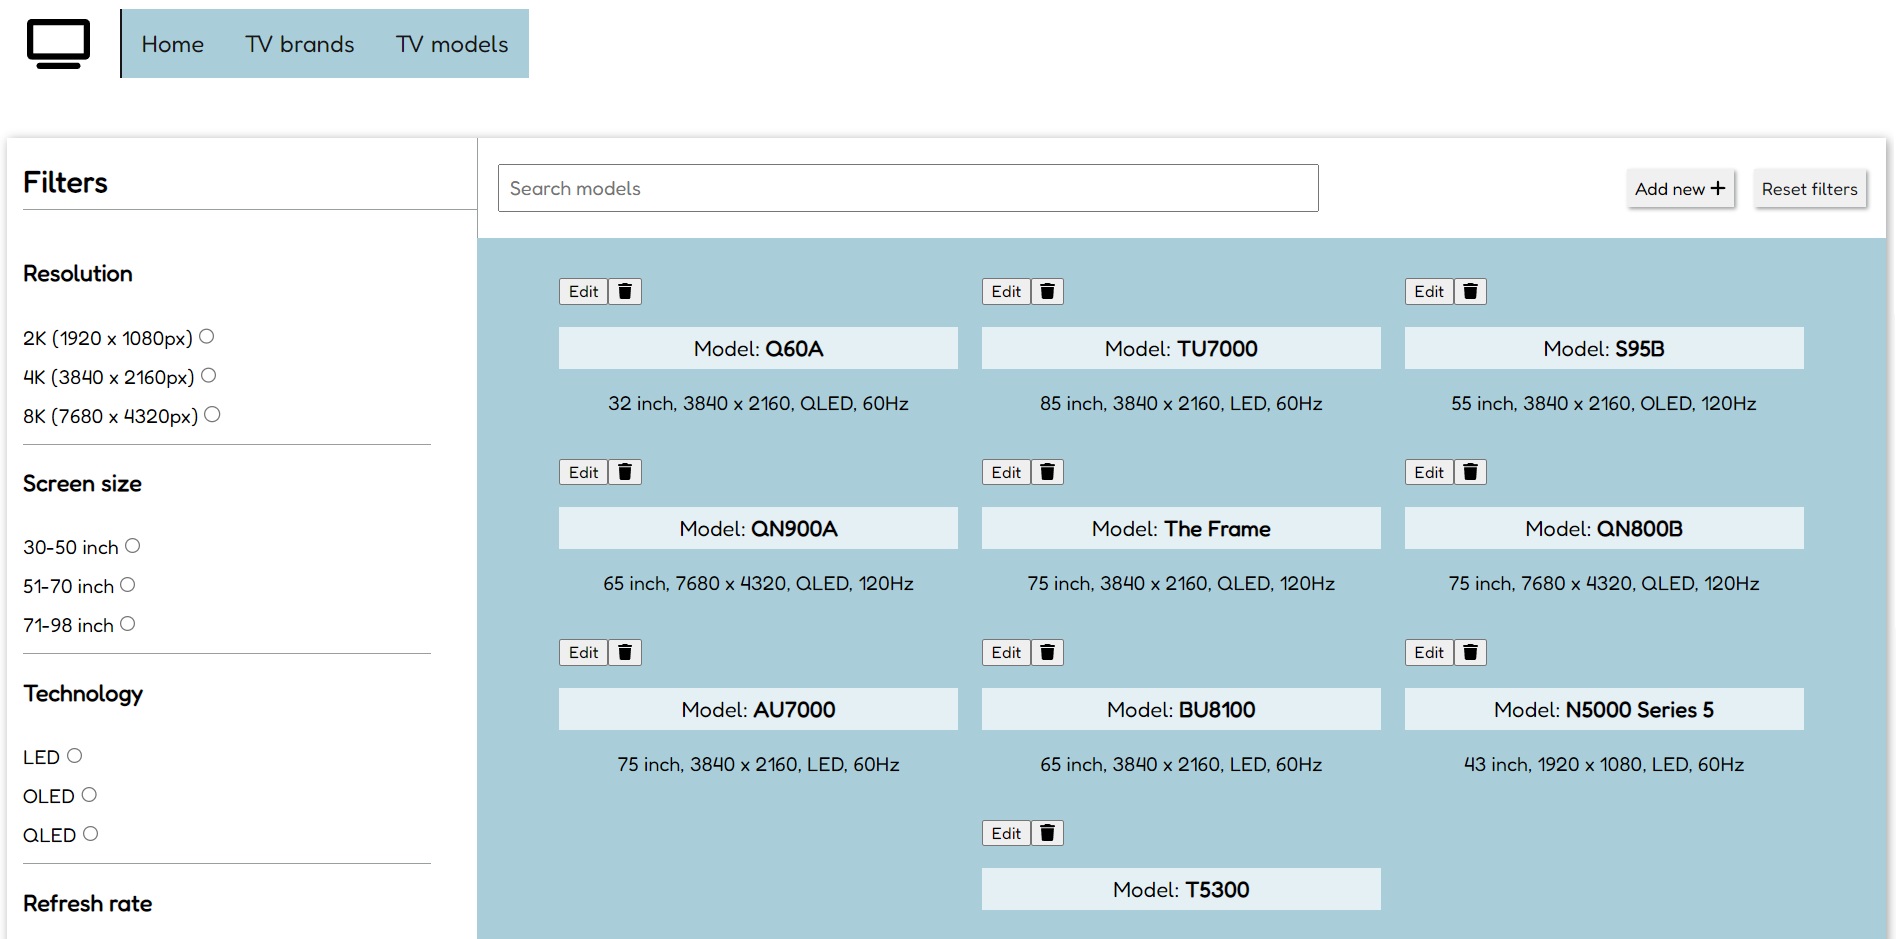 Home TV brands TV models
Filters
Resolution
2K (1920 x 1080px)
4K (3840 x 2160px)
8K (7680 x 4320px)
Screen size
30-50 inch
51-70 inch
71-98 inch
Technology
LED
OLED
QLED
Refresh rate
Search models
Add new +
Reset filters
Edit Edit Edit
Model: Q60A Model: TU7000 Model: S95B
32 inch, 3840 x 2160, QLED, 60Hz 85 inch, 3840 x 2160, LED, 60Hz 55 inch, 3840 x 2160, OLED, 120Hz
Edit Edit Edit
Model: QN900A Model: The Frame Model: QN800B
65 inch, 7680 x 4320, QLED, 120Hz 75 inch, 3840 x 2160, QLED, 120Hz 75 inch, 7680 x 4320, QLED, 120Hz
Edit Edit Edit
Model: AU7000 Model: BU8100 Model: N5000 Series 5
75 inch, 3840 x 2160, LED, 60Hz 65 inch, 3840 x 2160, LED, 60Hz 43 inch, 1920 x 1080, LED, 60Hz
Edit
Model: T5300